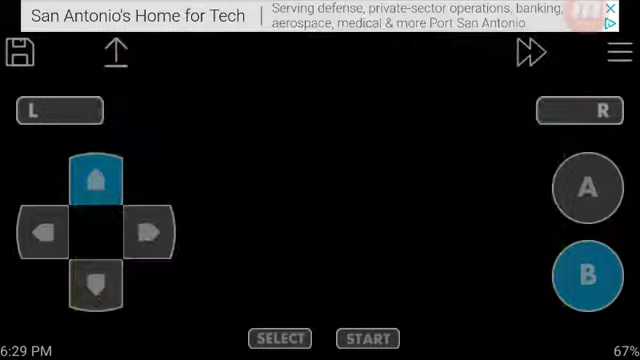 San Antonio's Home for Tech
Serving defense, private-sector operations, banking,
aerospace, medical & more Port San Antonio
L
R
A
B
SELECT
START
6:29 PM
67%